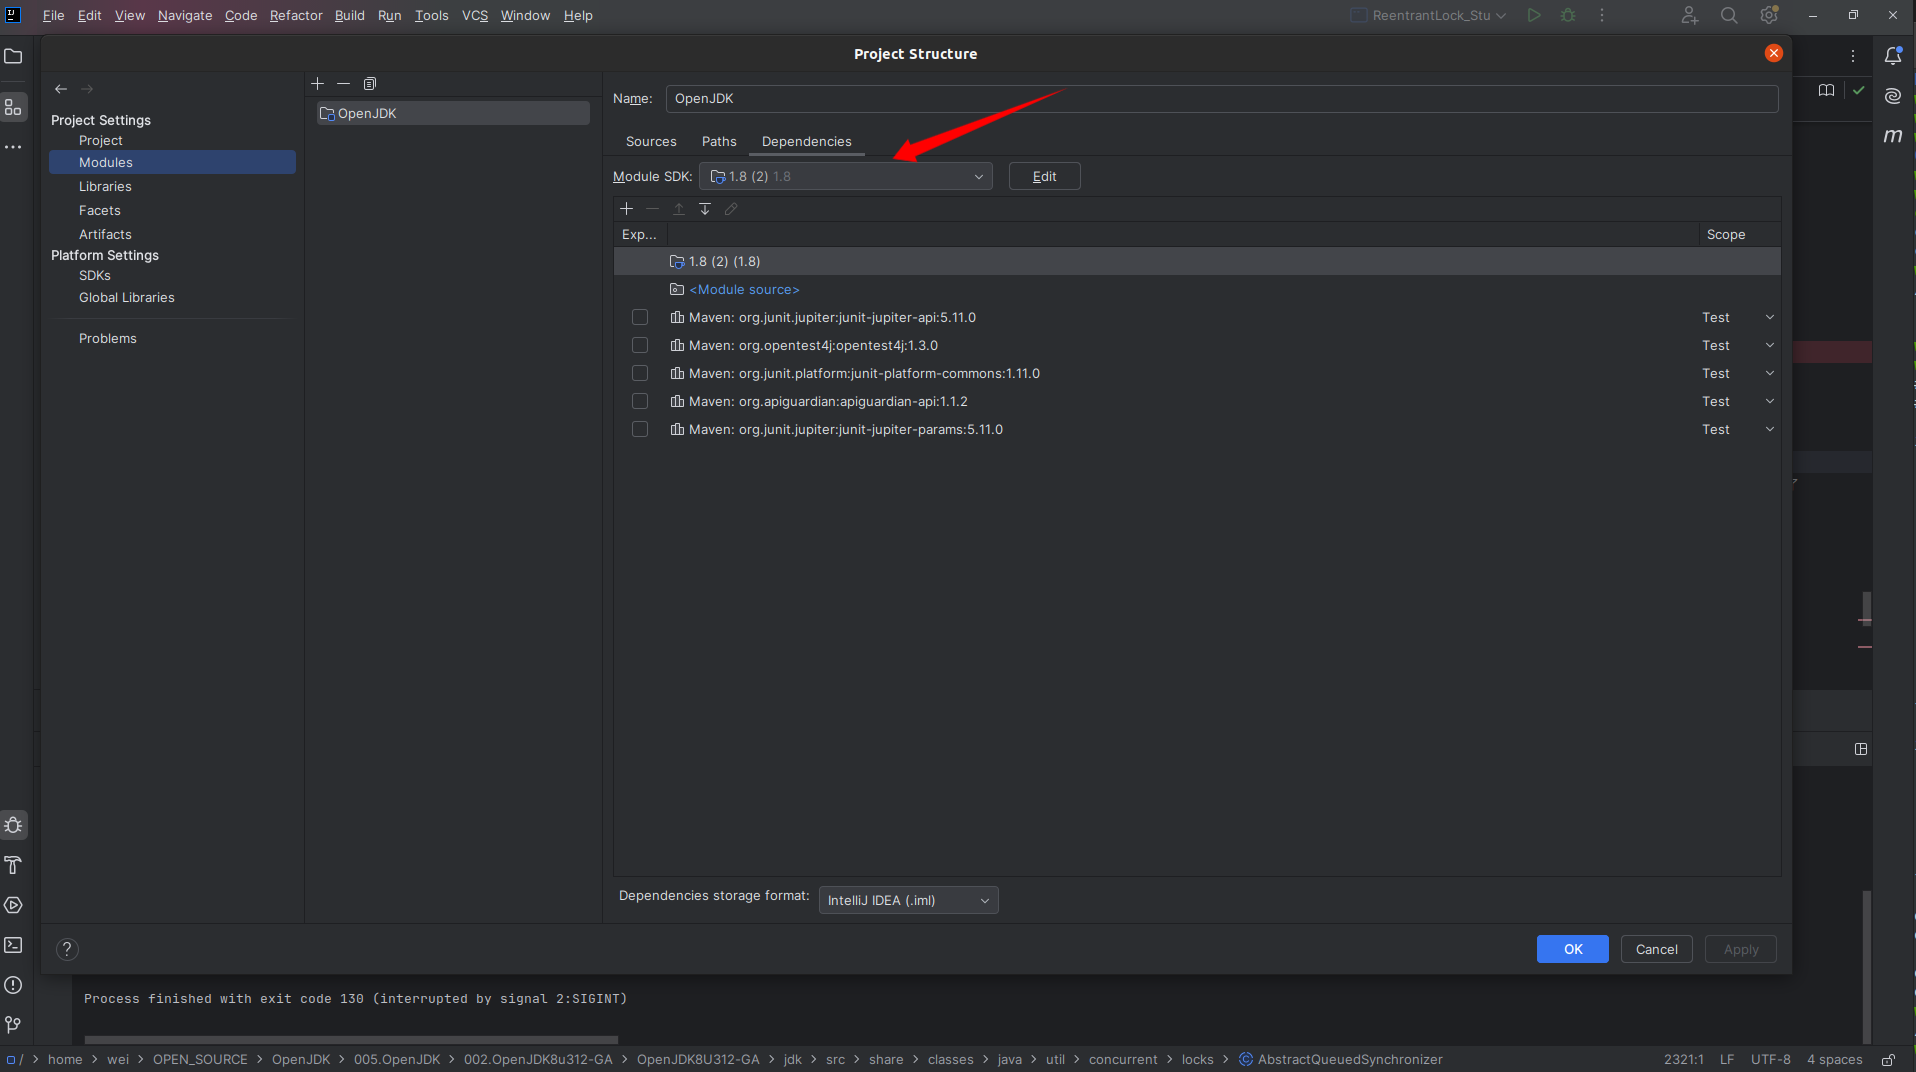 File Edit View Navigate Code Refactor Build Run Tools VCS Window Help
ReentrantLock_Stu
Project Structure
Project Settings
Project
Modules
Libraries
Facets
Artifacts
Platform Settings
SDKs
Global Libraries
Problems
OpenJDK
Name: OpenJDK
Sources Paths Dependencies
Module SDK: 1.8 (2) 1.8 Edit
Exp... Scope
1.8 (2) (1.8)
<Module source>
Maven: org.junit.jupiter:junit-jupiter-api:5.11.0 Test
Maven: org.opentest4j:opentest4j:1.3.0 Test
Maven: org.junit.platform:junit-platform-commons:1.11.0 Test
Maven: org.apiguardian:apiguardian-api:1.1.2 Test
Maven: org.junit.jupiter:junit-jupiter-params:5.11.0 Test
Dependencies storage format: IntelliJ IDEA (.iml)
? OK Cancel Apply
Process finished with exit code 130 (interrupted by signal 2:SIGINT)
/ > home > wei > OPEN_SOURCE > OpenJDK > 005.OpenJDK > 002.OpenJDK8u312-GA > OpenJDK8U312-GA > jdk > src > share > classes > java > util > concurrent > locks > AbstractQueuedSynchronizer 2321:1 LF UTF-8 4 spaces